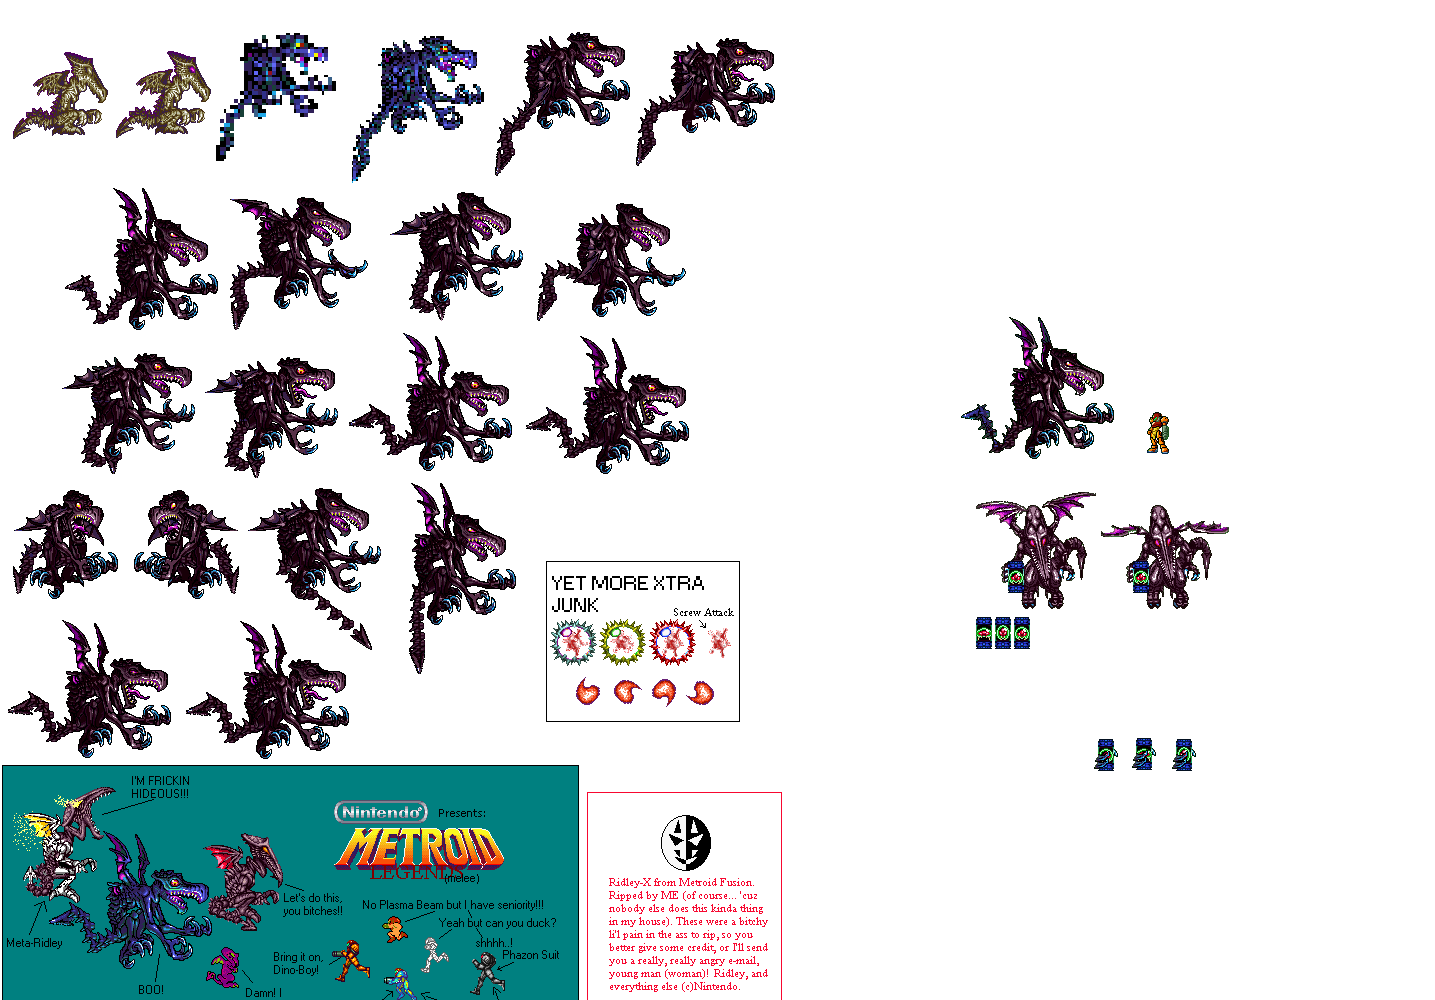 YET MORE XTRA
JUNK
Screw Attack
I'M FRICKIN
HIDEOUS!!!
Nintendo®
Presents:
METROID
LEGENDS
(melee)
Let's do this,
you bitches!!
No Plasma Beam but I have seniority!!!
Yeah but can you duck?
shhhh..!
Phazon Suit
Meta-Ridley
Bring it on,
Dino-Boy!
BOO!
Damn! I
Ridley-X from Metroid Fusion.
Ripped by ME (of course... 'cuz
nobody else does this kinda thing
in my house). These were a bitchy
li'l pain in the ass to rip, so you
better give some credit, or I'll send
you a really, really angry e-mail,
young man (woman)! Ridley, and
everything else (c)Nintendo.